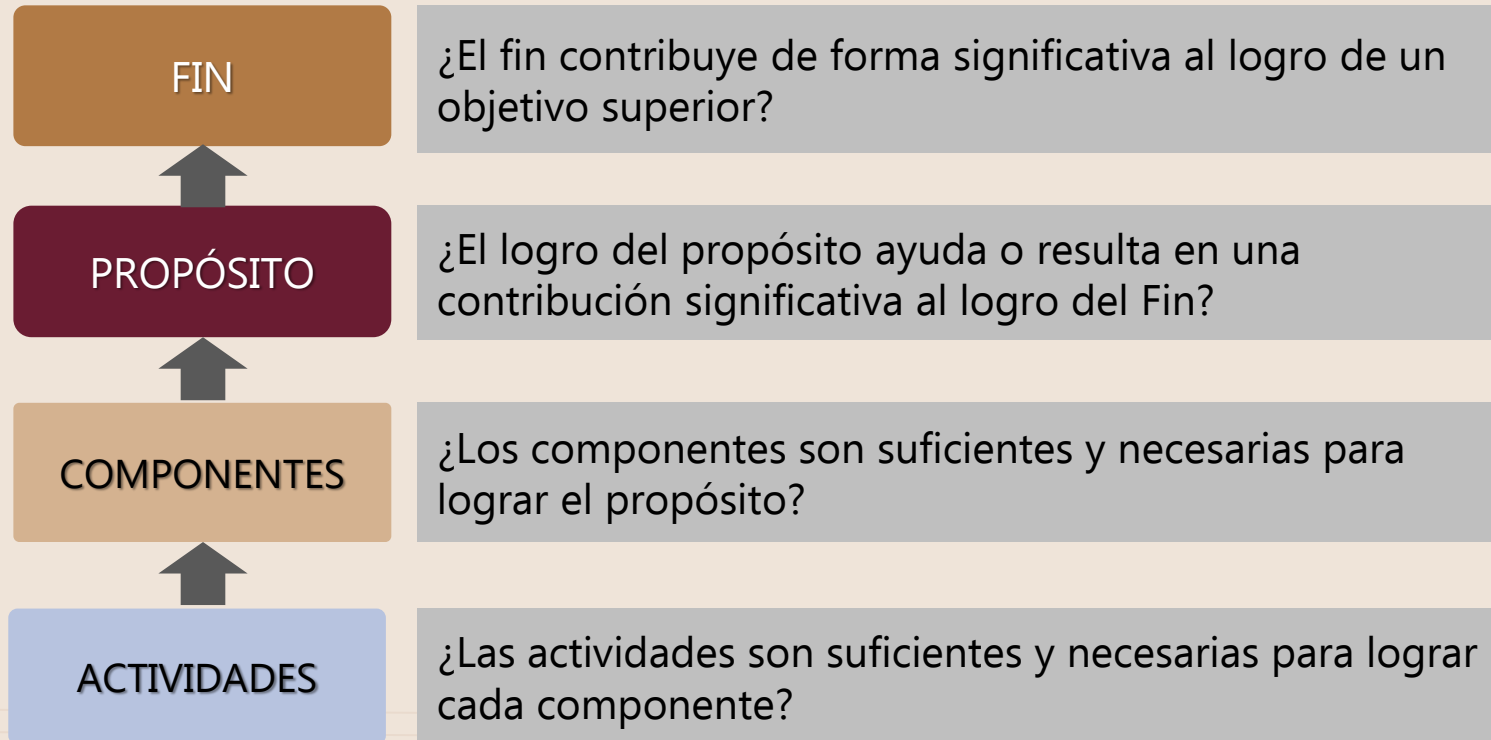 FIN
¿El fin contribuye de forma significativa al logro de un
objetivo superior?
PROPÓSITO
¿El logro del propósito ayuda o resulta en una
contribución significativa al logro del Fin?
COMPONENTES
¿Los componentes son suficientes y necesarias para
lograr el propósito?
ACTIVIDADES
¿Las actividades son suficientes y necesarias para lograr
cada componente?